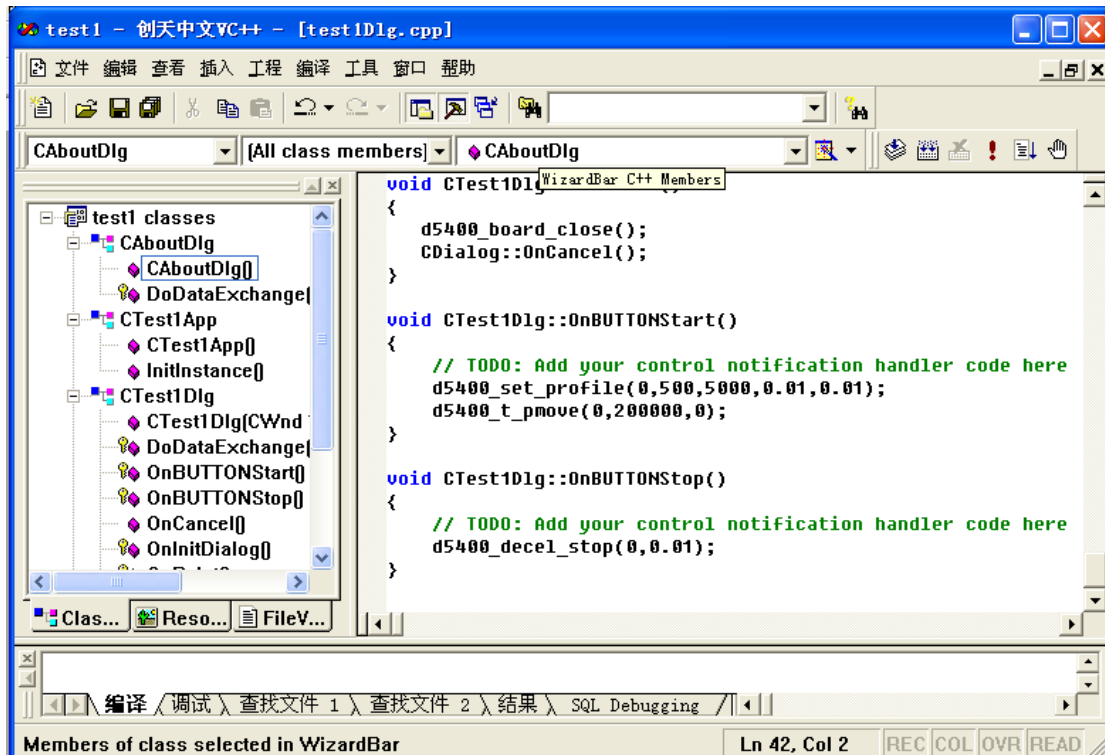 test1 - 创天中文VC++ - [test1Dlg.cpp]
文件 编辑 查看 插入 工程 编译 工具 窗口 帮助
CAboutDlg [All class members] CAboutDlg
WizardBar C++ Members
test1 classes
CAboutDlg
CAboutDlg()
DoDataExchange(
CTest1App
CTest1App()
InitInstance()
CTest1Dlg
CTest1Dlg(CWnd
DoDataExchange(
OnBUTTONStart()
OnBUTTONStop()
OnCancel()
OnInitDialog()
Clas... Reso... FileV...
void CTest1Dlg
{
d5400_board_close();
CDialog::OnCancel();
}
void CTest1Dlg::OnBUTTONStart()
{
// TODO: Add your control notification handler code here
d5400_set_profile(0,500,5000,0.01,0.01);
d5400_t_pmove(0,200000,0);
}
void CTest1Dlg::OnBUTTONStop()
{
// TODO: Add your control notification handler code here
d5400_decel_stop(0,0.01);
}
编译 调试 查找文件 1 查找文件 2 结果 SQL Debugging
Members of class selected in WizardBar Ln 42, Col 2 REC COL OVR READ